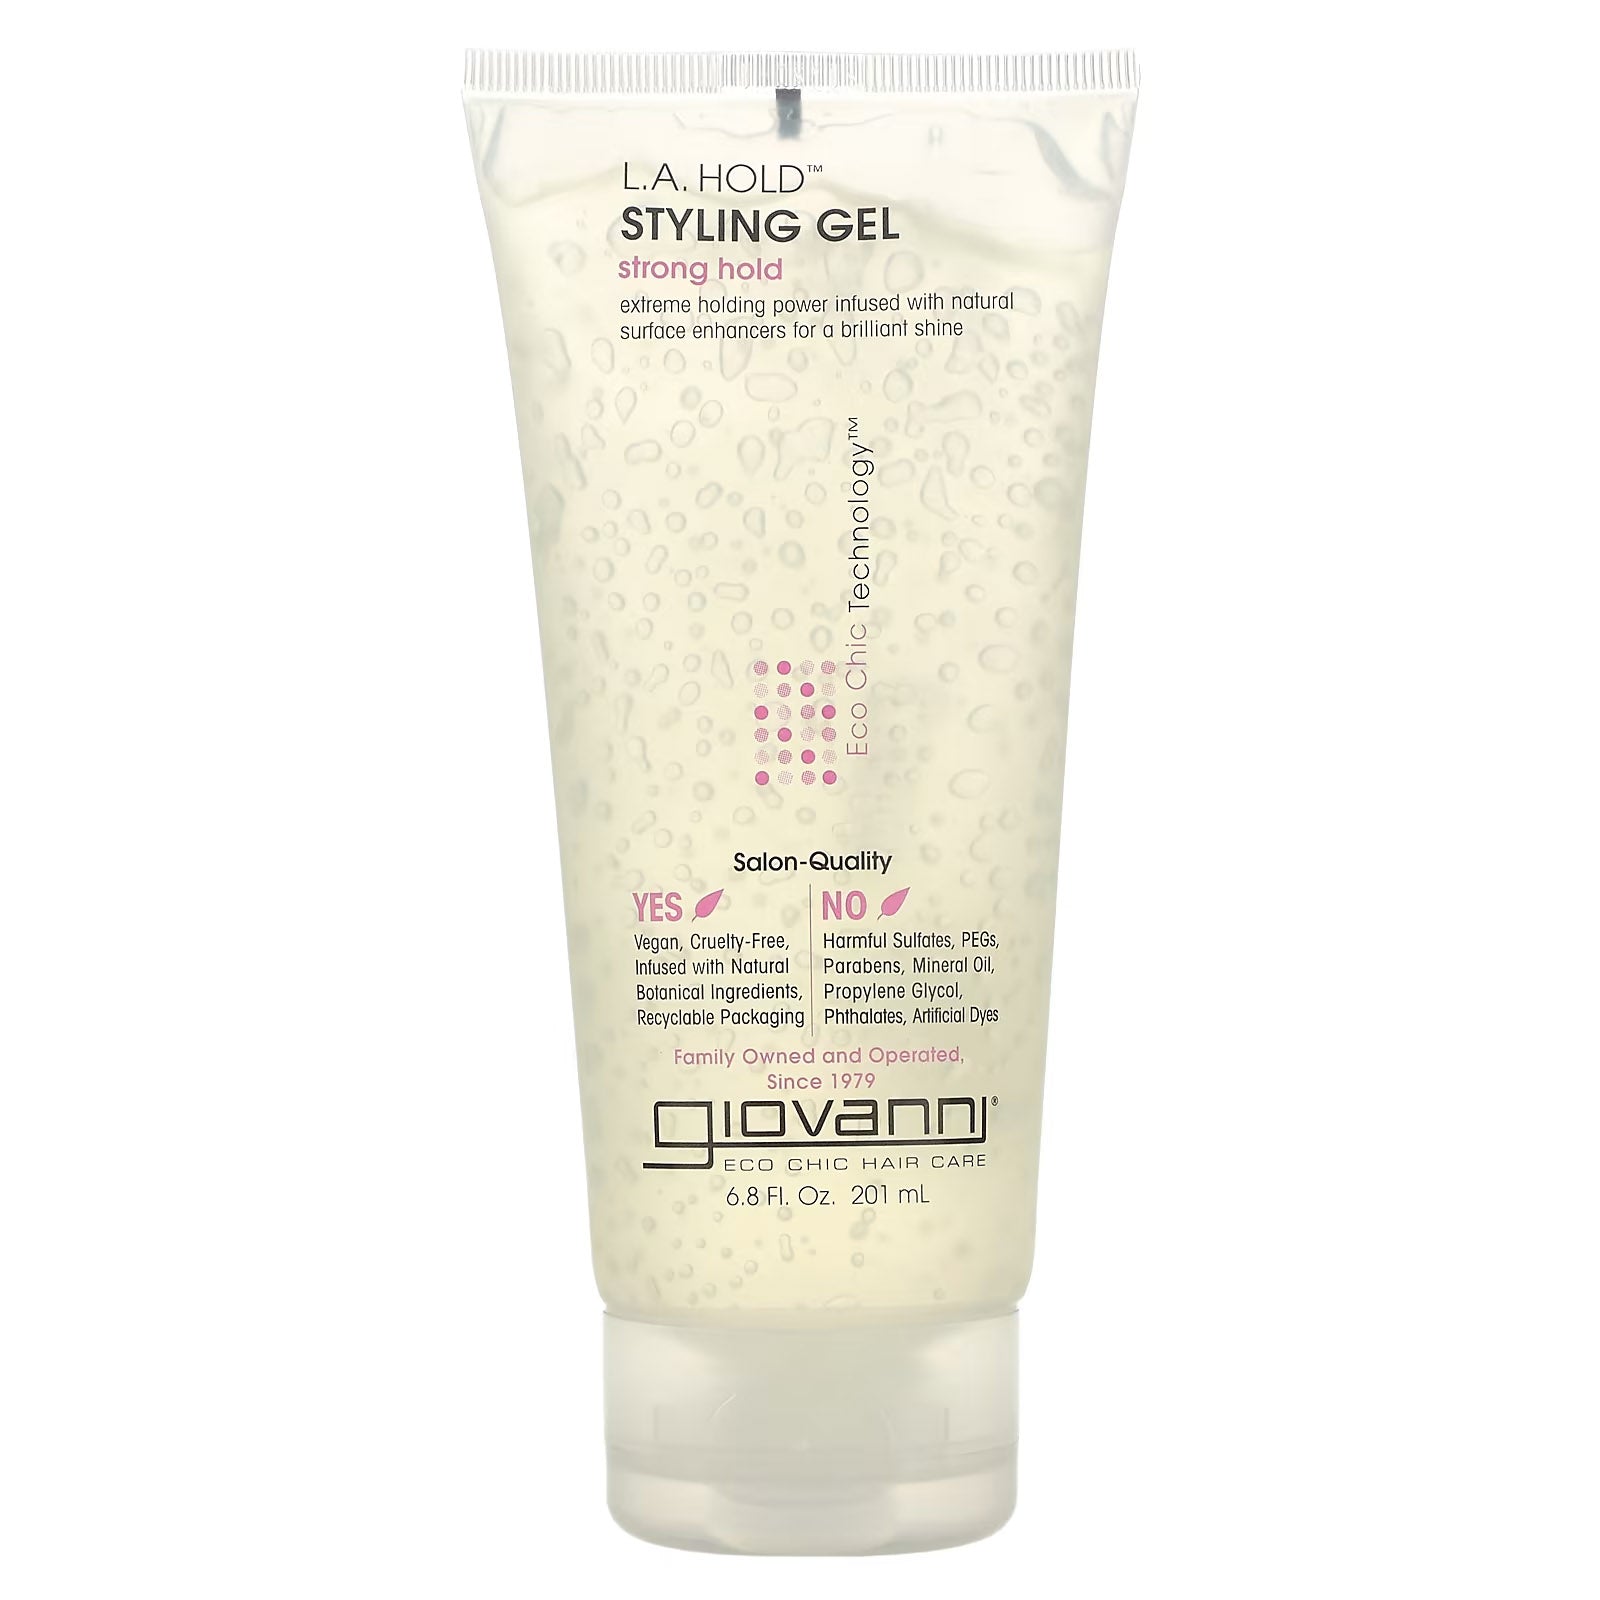 L.A. HOLD™
STYLING GEL
strong hold
extreme holding power infused with natural
surface enhancers for a brilliant shine
Eco Chic Technology™
Salon-Quality
YES
Vegan, Cruelty-Free,
Infused with Natural
Botanical Ingredients,
Recyclable Packaging
NO
Harmful Sulfates, PEGs,
Parabens, Mineral Oil,
Propylene Glycol,
Phthalates, Artificial Dyes
Family Owned and Operated,
Since 1979
giovanni®
ECO CHIC HAIR CARE
6.8 Fl. Oz. 201 mL